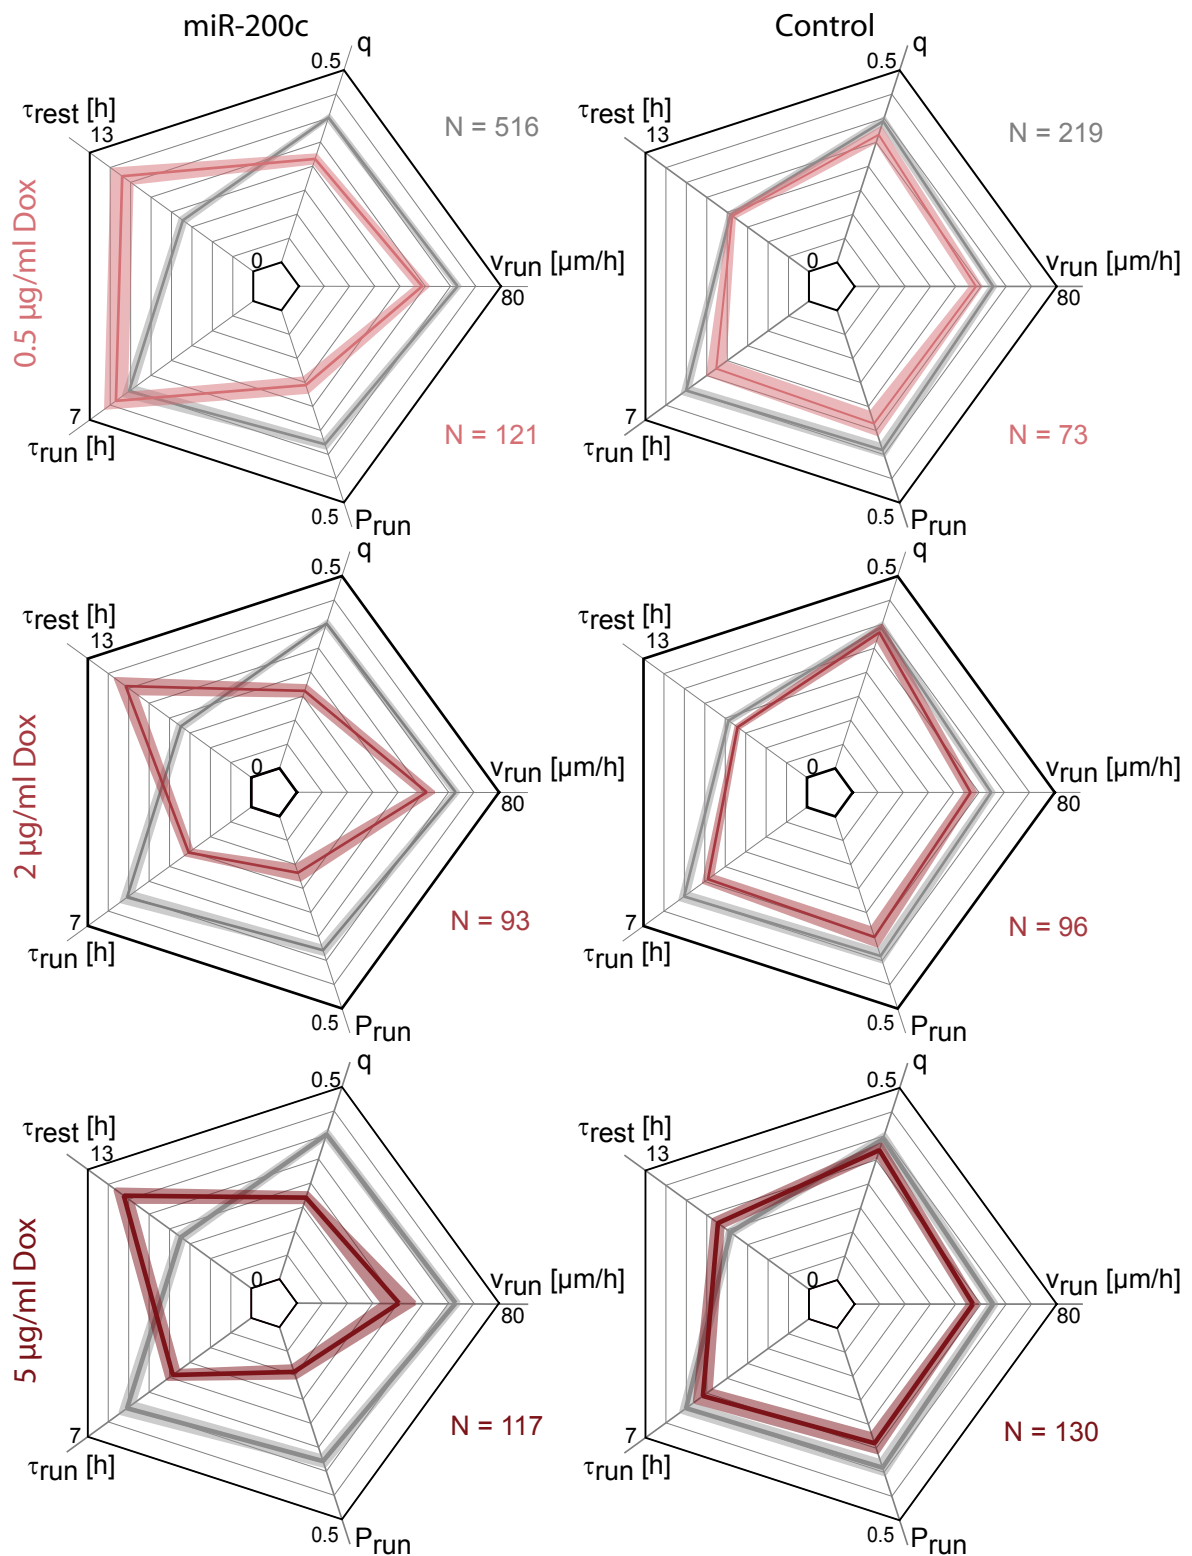 miR-200c
Control
q
0.5
τrest [h]
13
N = 516
0
vrun [µm/h]
80
0.5 µg/ml Dox
7
τrun [h]
N = 121
0.5
Prun
q
0.5
τrest [h]
13
N = 219
0
vrun [µm/h]
80
7
τrun [h]
N = 73
0.5
Prun
q
0.5
τrest [h]
13
0
vrun [µm/h]
80
2 µg/ml Dox
7
τrun [h]
N = 93
0.5
Prun
q
0.5
τrest [h]
13
0
vrun [µm/h]
80
7
τrun [h]
N = 96
0.5
Prun
q
0.5
τrest [h]
13
0
vrun [µm/h]
80
5 µg/ml Dox
7
τrun [h]
N = 117
0.5
Prun
q
0.5
τrest [h]
13
0
vrun [µm/h]
80
7
τrun [h]
N = 130
0.5
Prun